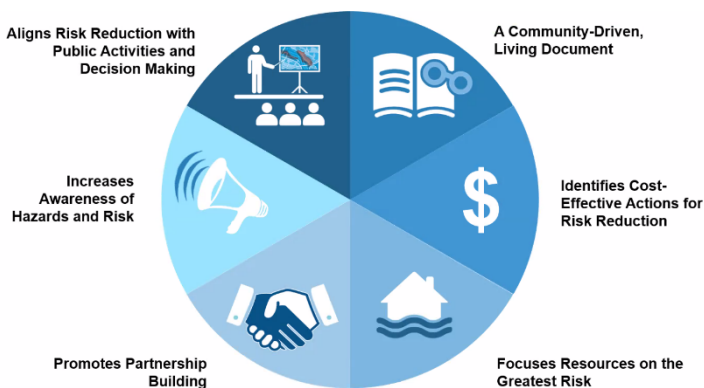 Aligns Risk Reduction with
Public Activities and
Decision Making
A Community-Driven,
Living Document
Increases
Awareness of
Hazards and Risk
$
Identifies Cost-
Effective Actions for
Risk Reduction
Promotes Partnership
Building
Focuses Resources on the
Greatest Risk